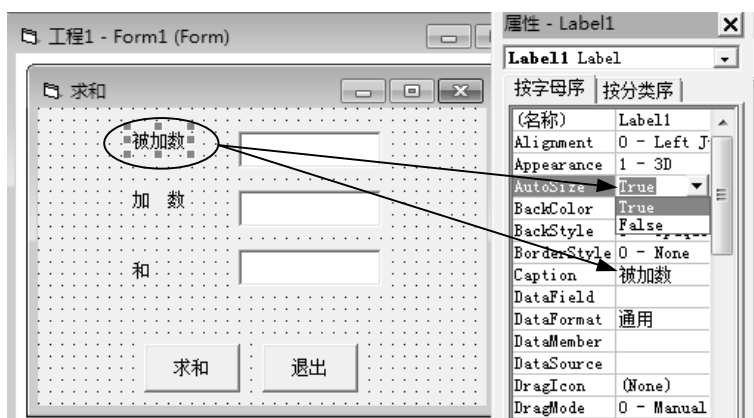 工程1 - Form1 (Form)
求和
被加数
加 数
和
求和
退出
属性 - Label1
Label1 Label
按字母序
按分类序
(名称) Label1
Alignment 0 - Left J
Appearance 1 - 3D
AutoSize True
True
BackColor
False
BackStyle
BorderStyle 0 - None
Caption 被加数
DataField
DataFormat 通用
DataMember
DataSource
DragIcon (None)
DragMode 0 - Manual